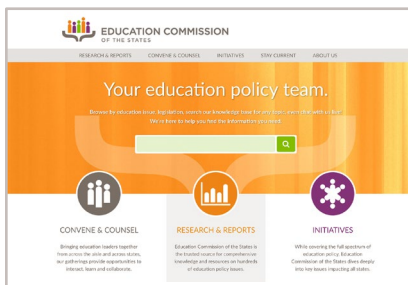 EDUCATION COMMISSION
OF THE STATES
RESEARCH & REPORTS CONVENE & COUNSEL INITIATIVES STAY CURRENT ABOUT US
Your education policy team.
Browse by education issue, legislation, search our knowledge base for any topic, even chat with us live.
We're here to help you find the information you need.
CONVENE & COUNSEL
Bringing education leaders together
from across the aisle and across states,
our gatherings provide opportunities to
interact, learn and collaborate.
RESEARCH & REPORTS
Education Commission of the States is
the trusted source for comprehensive
knowledge and resources on hundreds
of education policy issues.
INITIATIVES
While covering the full spectrum of
education policy, Education
Commission of the States dives deeply
into key issues impacting all states.